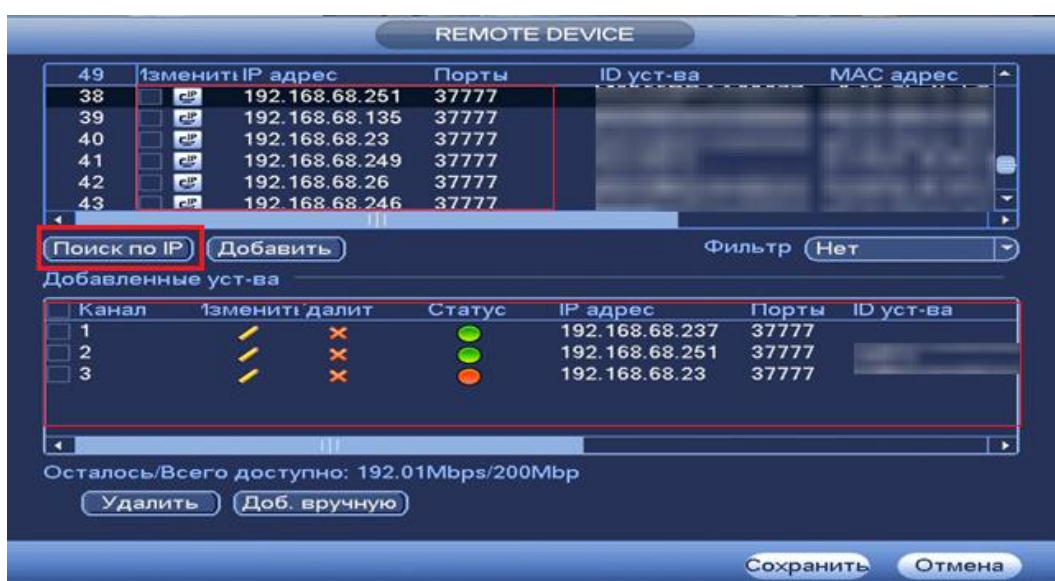 REMOTE DEVICE
49 Изменить IP адрес Порты ID уст-ва MAC адрес
38 192.168.68.251 37777
39 192.168.68.135 37777
40 192.168.68.23 37777
41 192.168.68.249 37777
42 192.168.68.26 37777
43 192.168.68.246 37777
Поиск по IP Добавить Фильтр Нет
Добавленные уст-ва
Канал Изменить Удалит Статус IP адрес Порты ID уст-ва
1 192.168.68.237 37777
2 192.168.68.251 37777
3 192.168.68.23 37777
Осталось/Всего доступно: 192.01Mbps/200Mbp
Удалить Доб. вручную
Сохранить Отмена